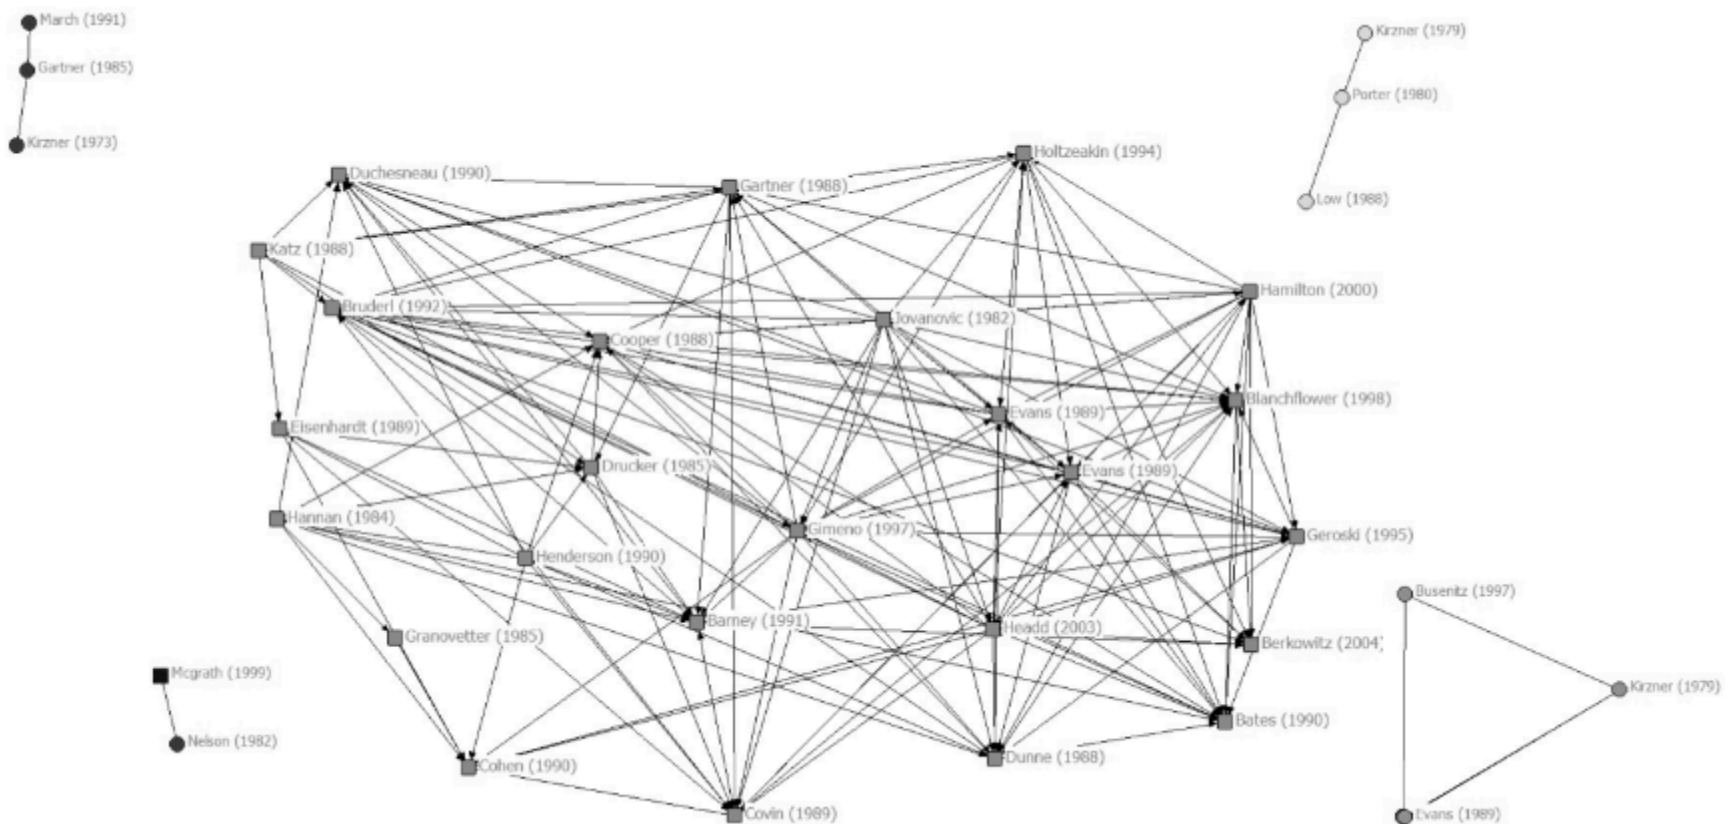 March (1991)
Gartner (1985)
Kirzner (1973)
Kirzner (1979)
Porter (1980)
Low (1988)
Duchesneau (1990)
Gartner (1988)
Holtzeakin (1994)
Katz (1988)
Bruderl (1992)
Cooper (1988)
Jovanovic (1982)
Hamilton (2000)
Eisenhardt (1989)
Drucker (1985)
Evans (1989)
Blanchflower (1998)
Evans (1989)
Hannan (1984)
Henderson (1990)
Gimeno (1997)
Geroski (1995)
Granovetter (1985)
Barney (1991)
Headd (2003)
Berkowitz (2004)
Bates (1990)
Cohen (1990)
Covin (1989)
Dunne (1988)
Mcgrath (1999)
Nelson (1982)
Busenitz (1997)
Kirzner (1979)
Evans (1989)